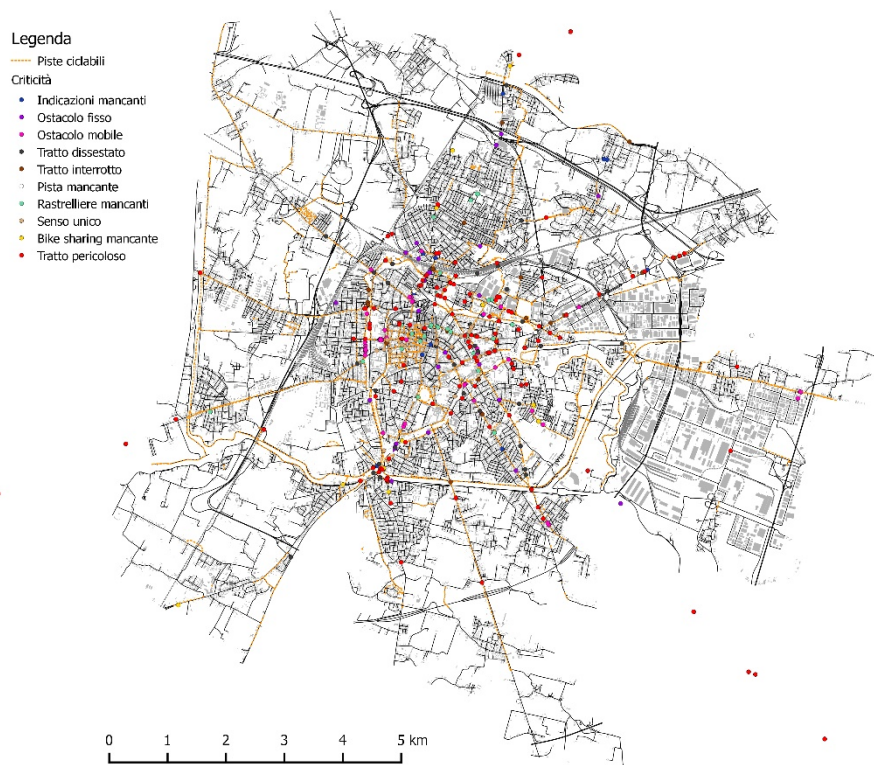 Legenda
Piste ciclabili
Criticità
Indicazioni mancanti
Ostacolo fisso
Ostacolo mobile
Tratto dissestato
Tratto interrotto
Pista mancante
Rastrelliere mancanti
Senso unico
Bike sharing mancante
Tratto pericoloso
0 1 2 3 4 5 km